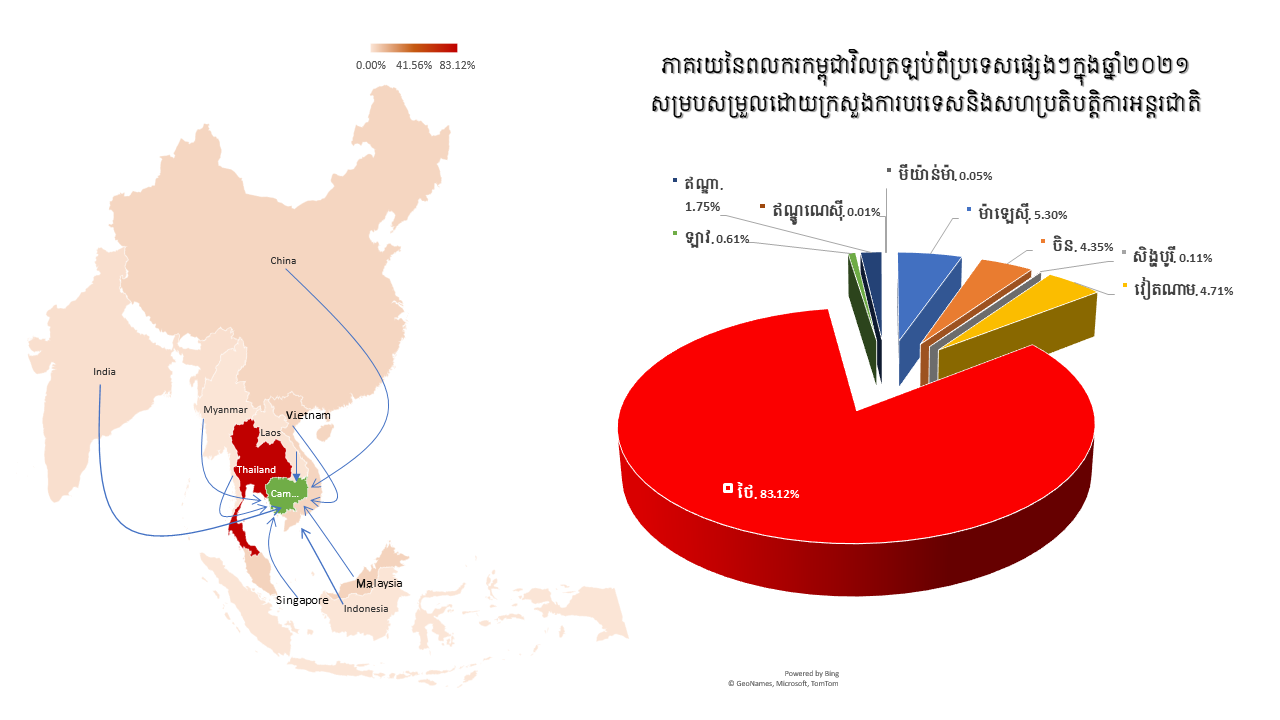 0.00% 41.56% 83.12%
China
India
Myanmar
Vietnam
Laos
Thailand
Cam...
Malaysia
Singapore
Indonesia
ភាគរយនៃពលករកម្ពុជាវិលត្រឡប់ពីប្រទេសផ្សេងៗក្នុងឆ្នាំ២០២១
សម្របសម្រួលដោយក្រសួងការបរទេសនិងសហប្រតិបត្តិការអន្តរជាតិ
ឥណ្ឌា,
1.75%
ឥណ្ឌូណេស៊ី, 0.01%
ឡាវ, 0.61%
មីយ៉ាន់ម៉ា, 0.05%
ម៉ាឡេស៊ី, 5.30%
ចិន, 4.35%
សិង្ហបូរី, 0.11%
វៀតណាម, 4.71%
ថៃ, 83.12%
Powered by Bing
© GeoNames, Microsoft, TomTom